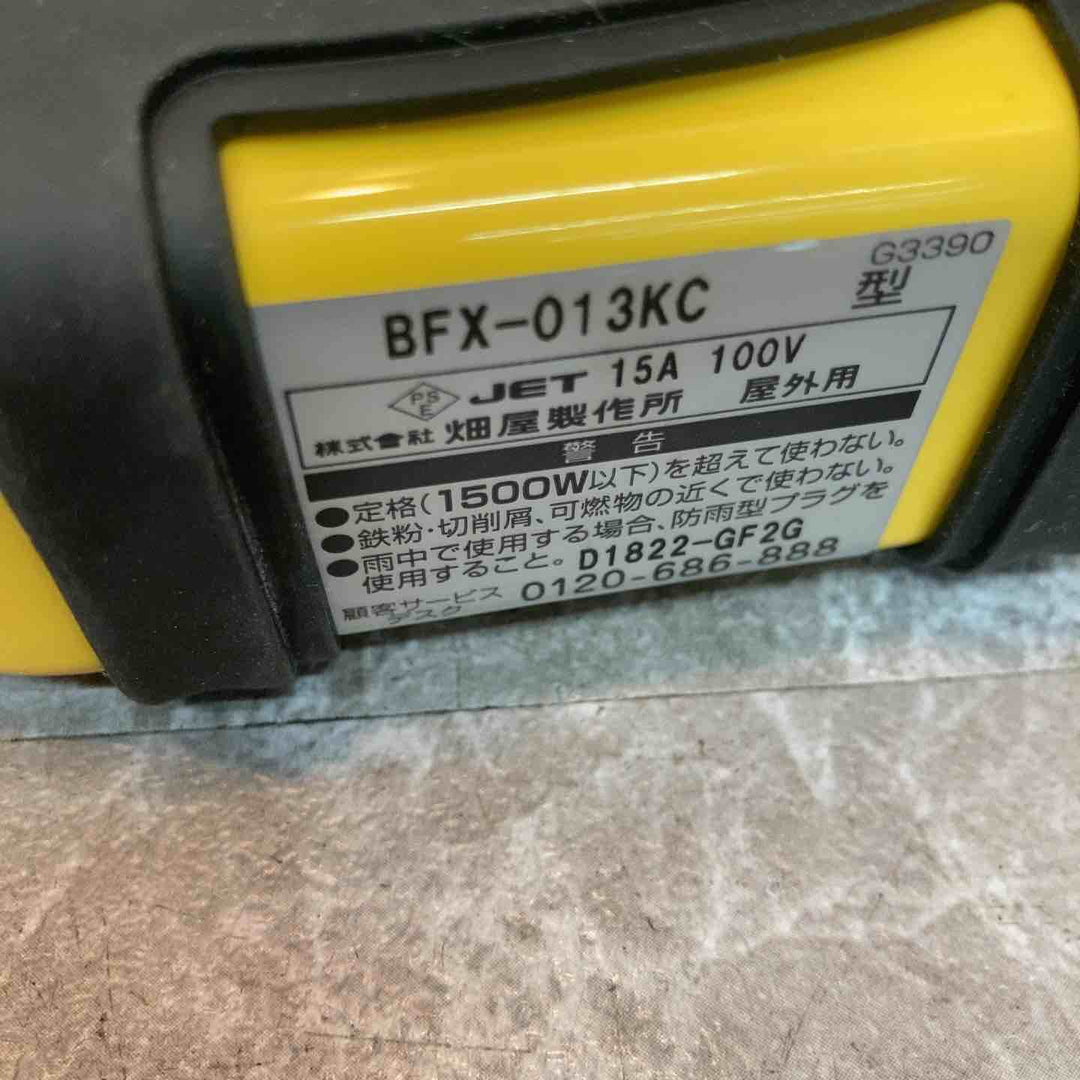 G3390
BFX-013KC 型
PS E JET 15A 100V
株式會社 畑屋製作所 屋外用
警告
●定格(1500W以下)を超えて使わない。
●鉄粉・切削屑、可燃物の近くで使わない。
●雨中で使用する場合、防雨型プラグを
使用すること。D1822-GF2G
顧客サービス
デスク 0120-686-888